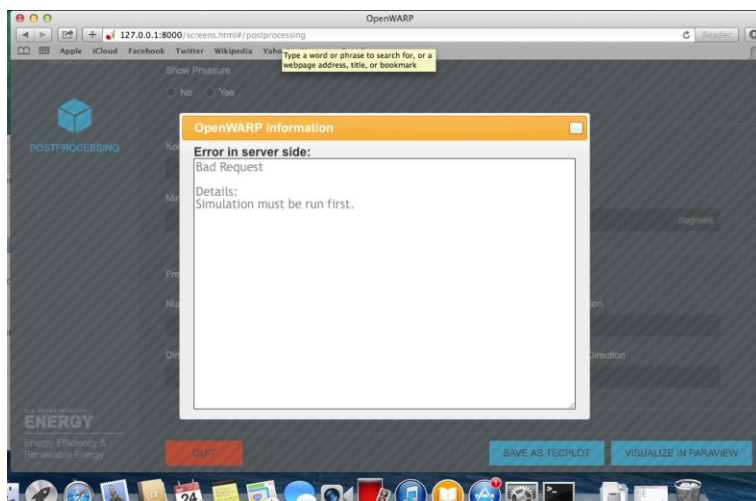 OpenWARP
127.0.0.1:8000/screens.html#/postprocessing
Reader
Apple iCloud Facebook Twitter Wikipedia
Type a word or phrase to search for, or a
webpage address, title, or bookmark
Show Pressure
No Yes
POSTPROCESSING
OpenWARP information
Error in server side:
Bad Request
Details:
Simulation must be run first.
degrees
Direction
ENERGY
Energy Efficiency &
Renewable Energy
QUIT
SAVE AS TECPLOT
VISUALIZE IN PARAVIEW
24